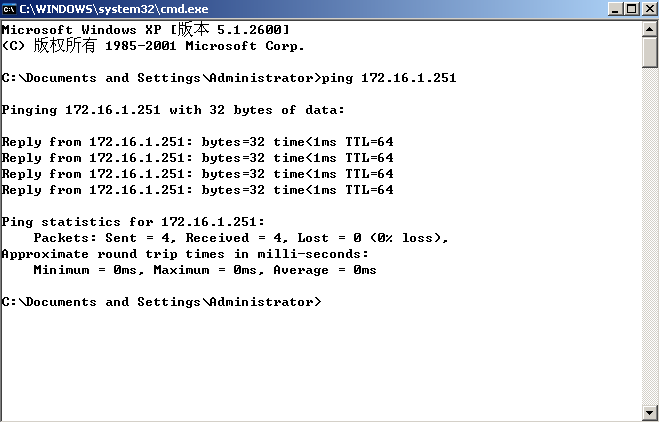 C:\WINDOWS\system32\cmd.exe
Microsoft Windows XP [版本 5.1.2600]
(C) 版权所有 1985-2001 Microsoft Corp.
C:\Documents and Settings\Administrator>ping 172.16.1.251
Pinging 172.16.1.251 with 32 bytes of data:
Reply from 172.16.1.251: bytes=32 time<1ms TTL=64
Reply from 172.16.1.251: bytes=32 time<1ms TTL=64
Reply from 172.16.1.251: bytes=32 time<1ms TTL=64
Reply from 172.16.1.251: bytes=32 time<1ms TTL=64
Ping statistics for 172.16.1.251:
    Packets: Sent = 4, Received = 4, Lost = 0 (0% loss),
Approximate round trip times in milli-seconds:
    Minimum = 0ms, Maximum = 0ms, Average = 0ms
C:\Documents and Settings\Administrator>